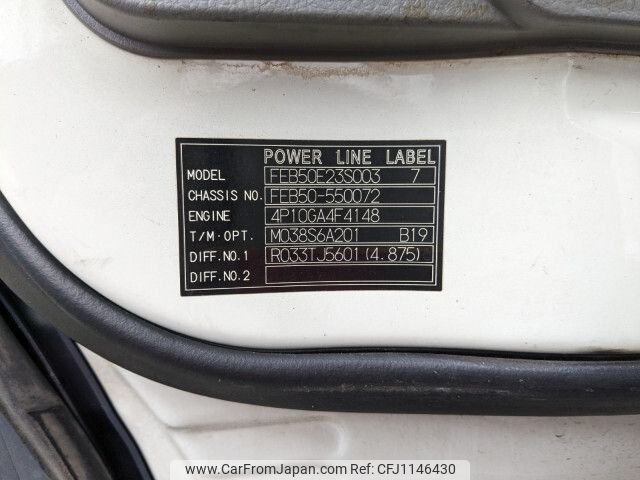 POWER LINE LABEL
MODEL FEB50E23S003 7
CHASSIS NO. FEB50-550072
ENGINE 4P10GA4F4148
T/M·OPT. M038S6A201 B19
DIFF.NO.1 R033TJ5601(4.875)
DIFF.NO.2
www.CarFromJapan.com - CFJ1146430